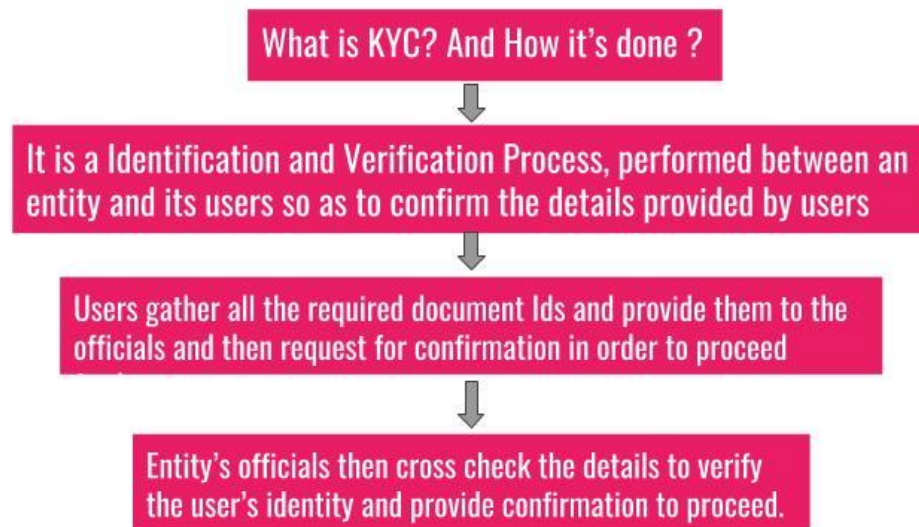 What is KYC? And How it's done ?
It is a Identification and Verification Process, performed between an
entity and its users so as to confirm the details provided by users
Users gather all the required document Ids and provide them to the
officials and then request for confirmation in order to proceed
Entity's officials then cross check the details to verify
the user's identity and provide confirmation to proceed.